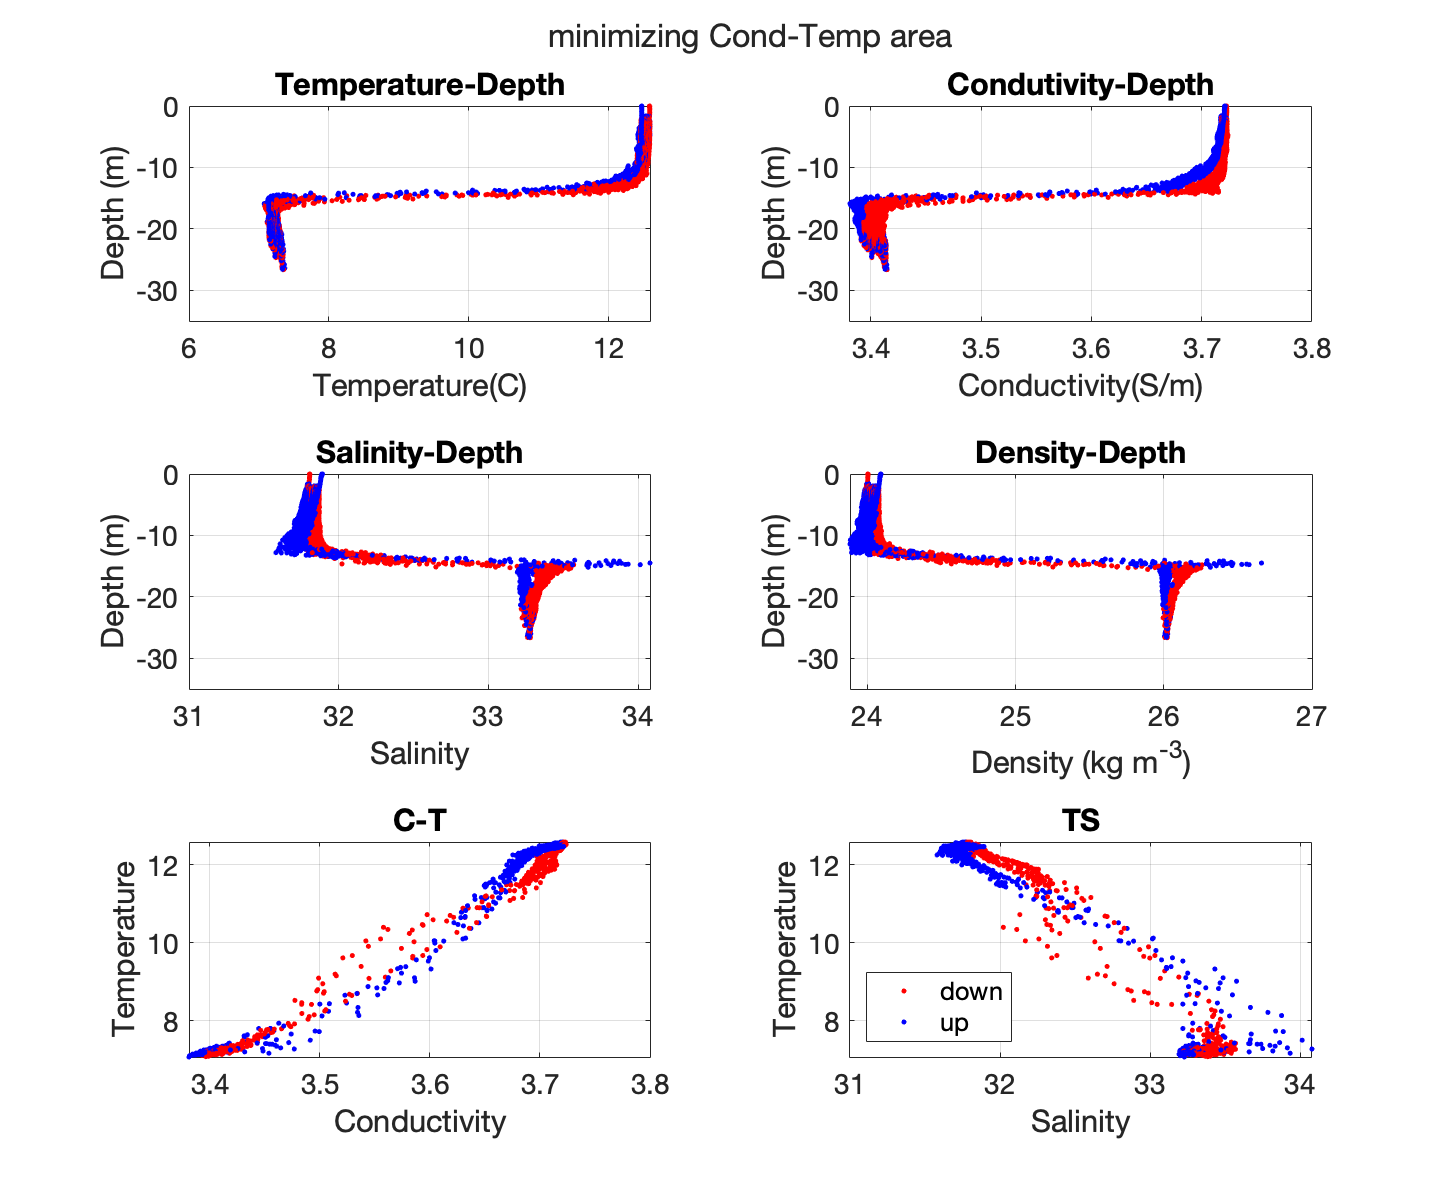 minimizing Cond-Temp area
Temperature-Depth
0
-10
-20
-30
Depth (m)
6 8 10 12
Temperature(C)
Condutivity-Depth
0
-10
-20
-30
Depth (m)
3.4 3.5 3.6 3.7 3.8
Conductivity(S/m)
Salinity-Depth
0
-10
-20
-30
Depth (m)
31 32 33 34
Salinity
Density-Depth
0
-10
-20
-30
Depth (m)
24 25 26 27
Density (kg m⁻³)
C-T
12
10
8
Temperature
3.4 3.5 3.6 3.7 3.8
Conductivity
TS
12
10
8
Temperature
down
up
31 32 33 34
Salinity